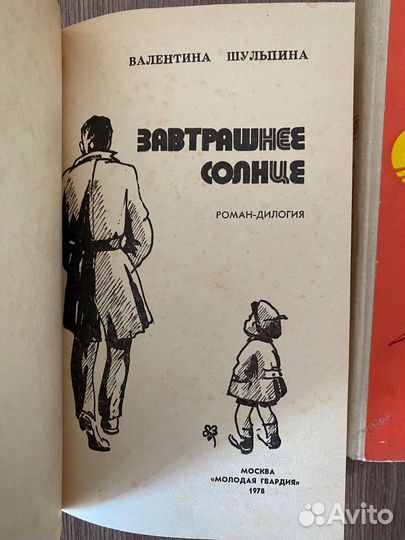 ВАЛЕНТИНА ШУЛЬПИНА
ЗАВТРАШНЕЕ
СОЛНЦЕ
РОМАН-ДИЛОГИЯ
МОСКВА
«МОЛОДАЯ ГВАРДИЯ»
1978
Avito